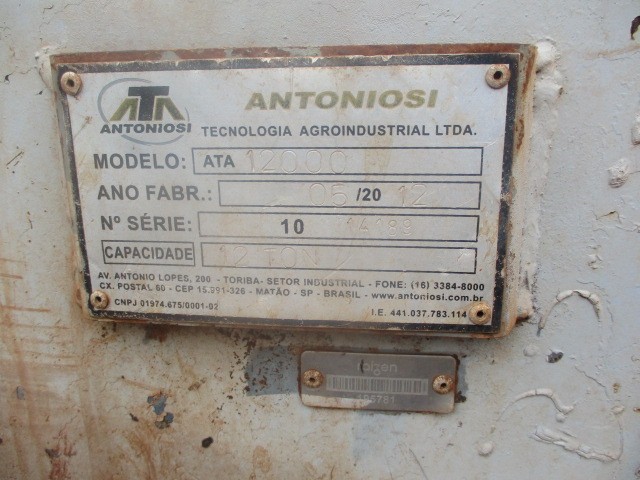 ATA
ANTONIOSI
ANTONIOSI
TECNOLOGIA AGROINDUSTRIAL LTDA.
MODELO: ATA 12000
ANO FABR.: 05 /20 12
Nº SÉRIE: 10
CAPACIDADE 12 TON
AV. ANTONIO LOPES, 200 - TORIBA- SETOR INDUSTRIAL - FONE: (16) 3384-8000
CX. POSTAL 60 - CEP 15.991-326 - MATÃO - SP - BRASIL - www.antoniosi.com.br
CNPJ 01974.675/0001-02
I.E. 441.037.783.114
raízen